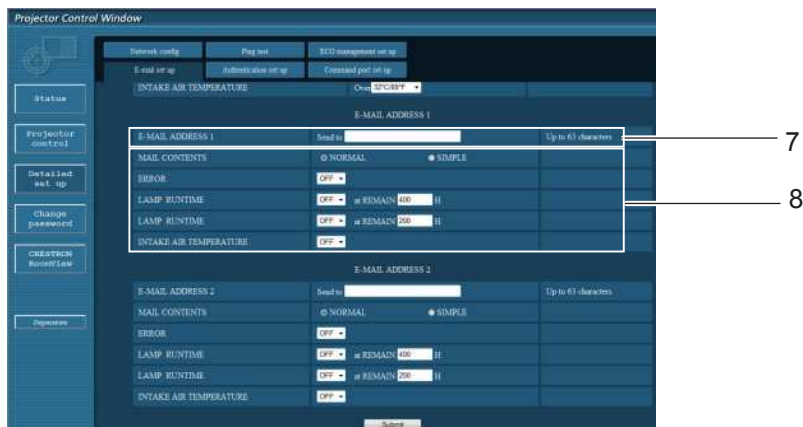 Projector Control Window
Network config Ping test ECO management set up
E-mail set up Authentication set up Command port set up
INTAKE AIR TEMPERATURE Over 32°C/89°F
Status
E-MAIL ADDRESS 1
E-MAIL ADDRESS 1 Send to Up to 63 characters 7
Projector control
MAIL CONTENTS NORMAL SIMPLE
ERROR OFF
Detailed set up
LAMP RUNTIME OFF at REMAIN 400 H 8
LAMP RUNTIME OFF at REMAIN 200 H
Change password
INTAKE AIR TEMPERATURE OFF
CRESTRON RoomView
E-MAIL ADDRESS 2
E-MAIL ADDRESS 2 Send to Up to 63 characters
MAIL CONTENTS NORMAL SIMPLE
Japanese
ERROR OFF
LAMP RUNTIME OFF at REMAIN 400 H
LAMP RUNTIME OFF at REMAIN 200 H
INTAKE AIR TEMPERATURE OFF
Submit